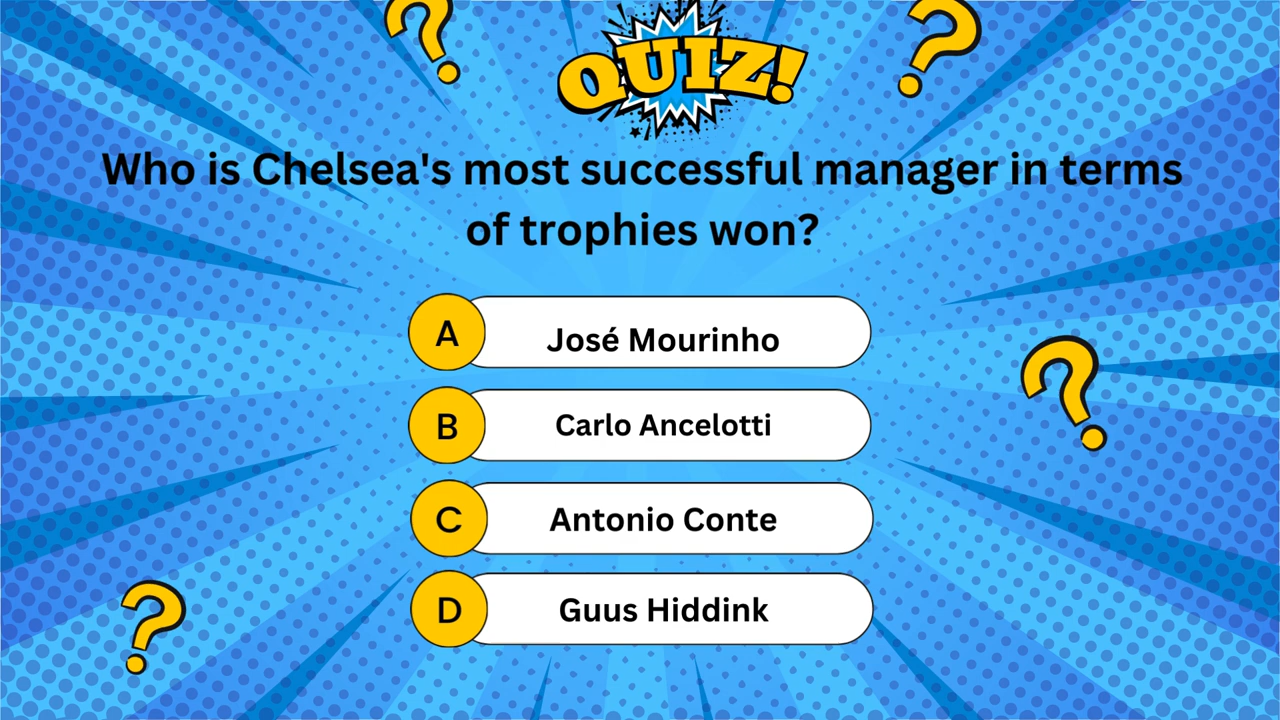 QUIZ!
Who is Chelsea's most successful manager in terms
of trophies won?
A José Mourinho
B Carlo Ancelotti
C Antonio Conte
D Guus Hiddink